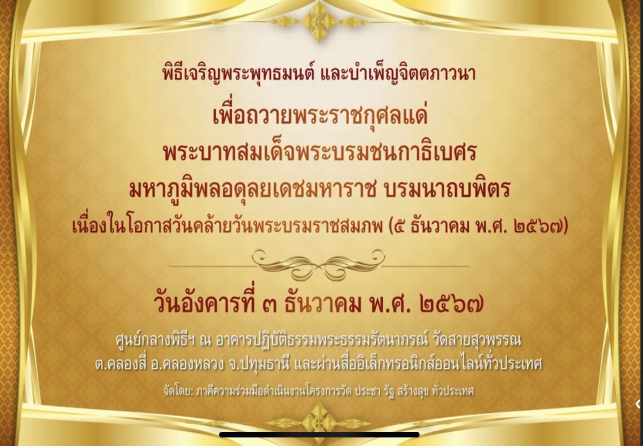 พิธีเจริญพระพุทธมนต์ และบำเพ็ญจิตตภาวนา
เพื่อถวายพระราชกุศลแด่
พระบาทสมเด็จพระบรมชนกาธิเบศร
มหาภูมิพลอดุลยเดชมหาราช บรมนาถบพิตร
เนื่องในโอกาสวันคล้ายวันพระบรมราชสมภพ (๕ ธันวาคม พ.ศ. ๒๕๖๗)
วันอังคารที่ ๓ ธันวาคม พ.ศ. ๒๕๖๗
ศูนย์กลางพิธีฯ ณ อาคารปฏิบัติธรรมพระธรรมรัตนาภรณ์ วัดสายสุวพรรณ
ต.คลองสี่ อ.คลองหลวง จ.ปทุมธานี และผ่านสื่ออิเล็กทรอนิกส์ออนไลน์ทั่วประเทศ
จัดโดย: ภาคีความร่วมมือดำเนินงานโครงการวัด ประชา รัฐ สร้างสุข ทั่วประเทศ